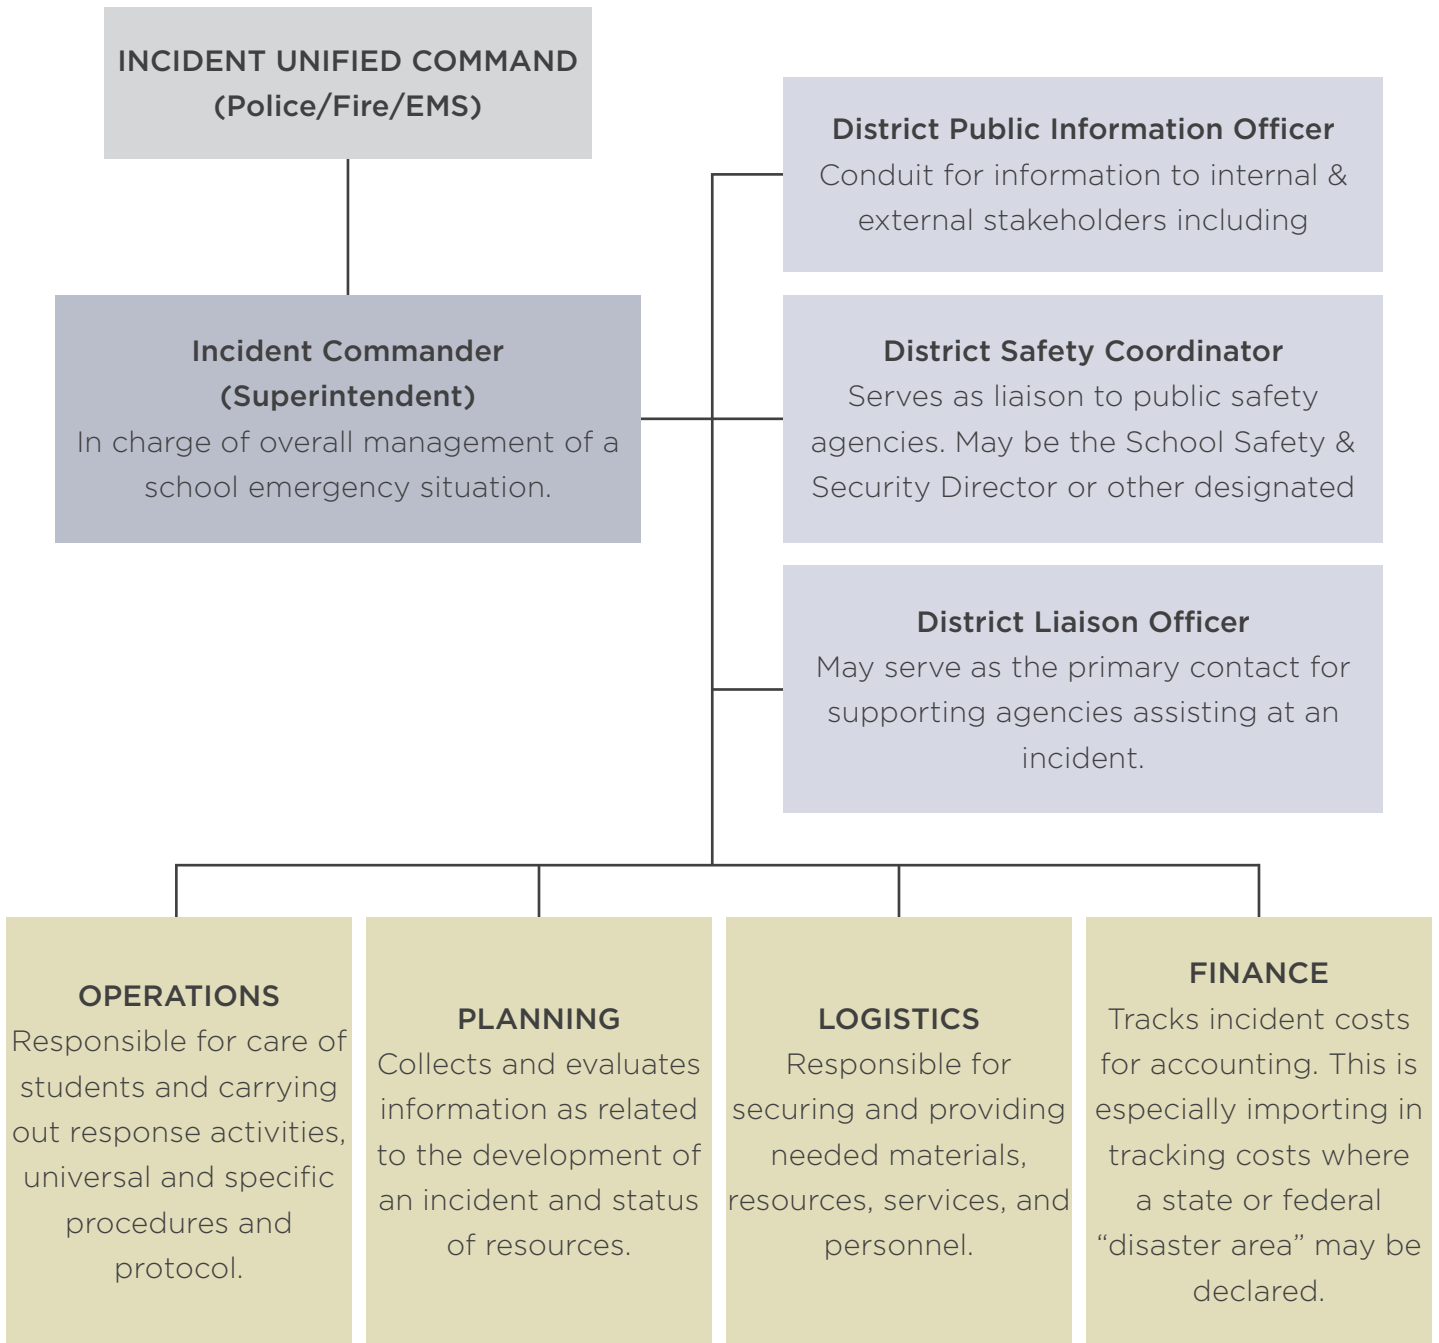 INCIDENT UNIFIED COMMAND
(Police/Fire/EMS)
District Public Information Officer
Conduit for information to internal &
external stakeholders including
Incident Commander
(Superintendent)
In charge of overall management of a
school emergency situation.
District Safety Coordinator
Serves as liaison to public safety
agencies. May be the School Safety &
Security Director or other designated
District Liaison Officer
May serve as the primary contact for
supporting agencies assisting at an
incident.
OPERATIONS
Responsible for care of
students and carrying
out response activities,
universal and specific
procedures and
protocol.
PLANNING
Collects and evaluates
information as related
to the development of
an incident and status
of resources.
LOGISTICS
Responsible for
securing and providing
needed materials,
resources, services, and
personnel.
FINANCE
Tracks incident costs
for accounting. This is
especially importing in
tracking costs where
a state or federal
“disaster area” may be
declared.